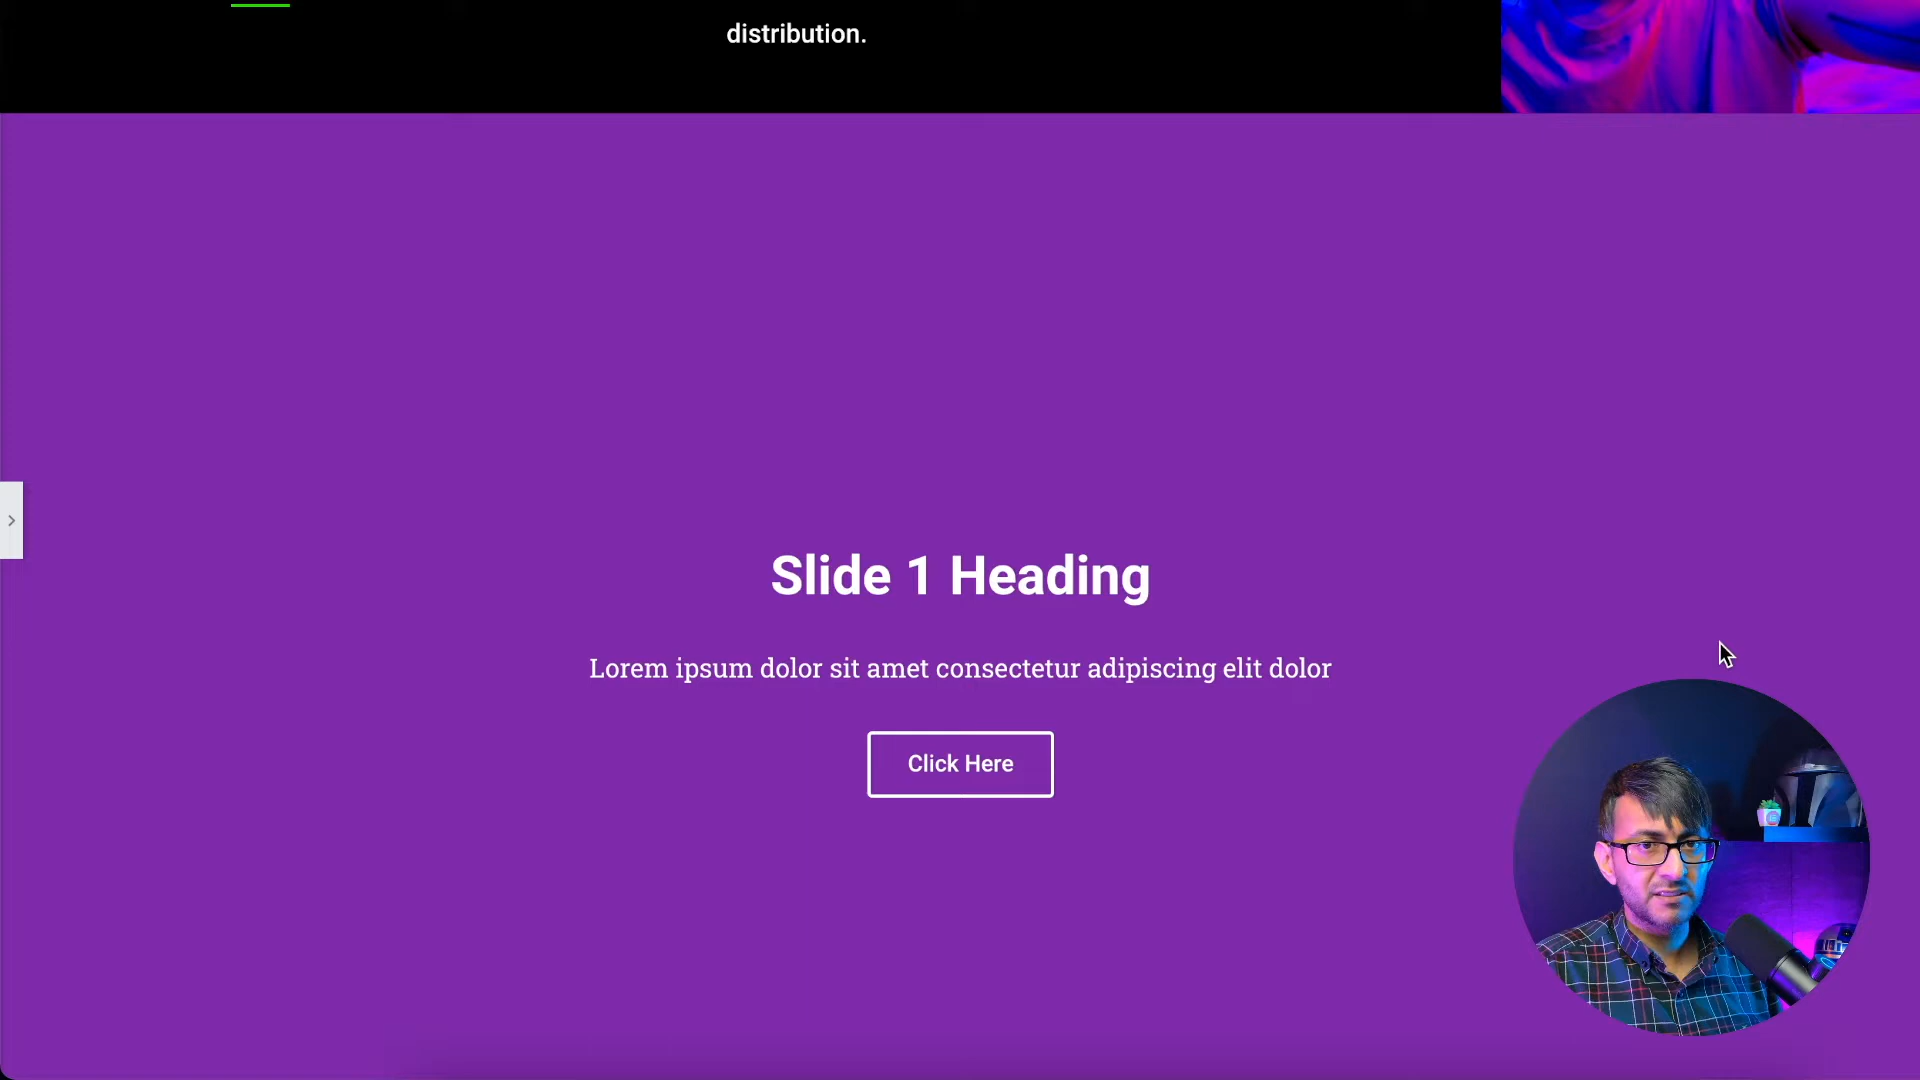 distribution.
Slide 1 Heading
Lorem ipsum dolor sit amet consectetur adipiscing elit dolor
Click Here